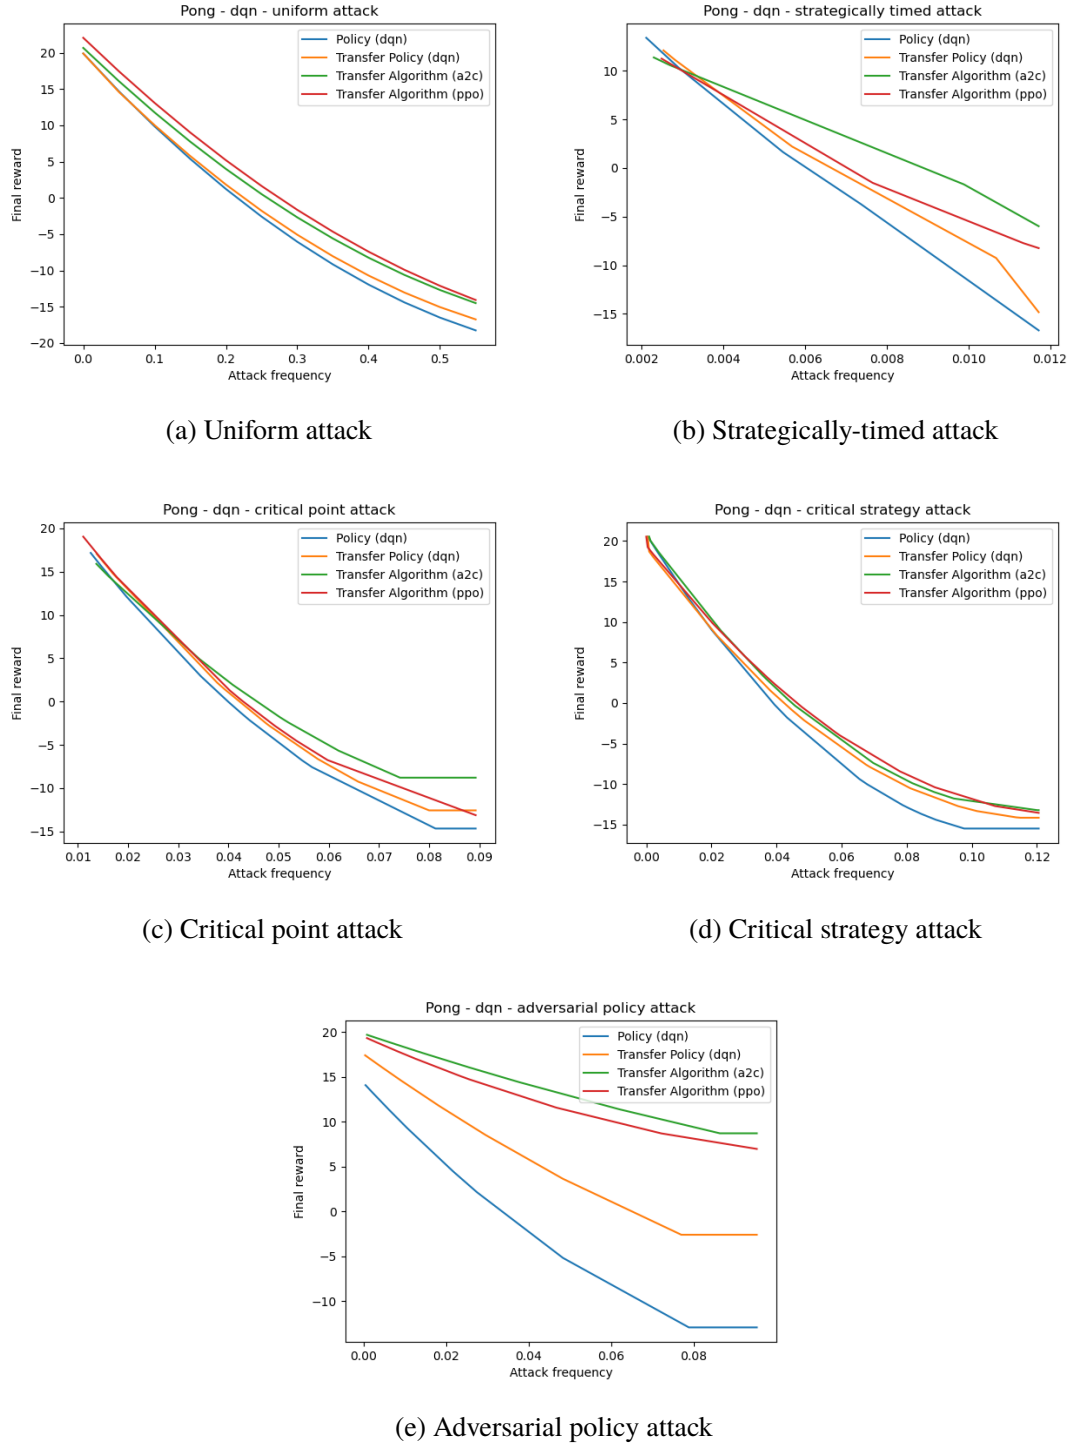 Pong - dqn - uniform attack
Policy (dqn)
Transfer Policy (dqn)
Transfer Algorithm (a2c)
Transfer Algorithm (ppo)
Final reward
20
15
10
5
0
−5
−10
−15
−20
0.0 0.1 0.2 0.3 0.4 0.5
Attack frequency
(a) Uniform attack
Pong - dqn - strategically timed attack
Policy (dqn)
Transfer Policy (dqn)
Transfer Algorithm (a2c)
Transfer Algorithm (ppo)
Final reward
10
5
0
−5
−10
−15
0.002 0.004 0.006 0.008 0.010 0.012
Attack frequency
(b) Strategically-timed attack
Pong - dqn - critical point attack
Policy (dqn)
Transfer Policy (dqn)
Transfer Algorithm (a2c)
Transfer Algorithm (ppo)
Final reward
20
15
10
5
0
−5
−10
−15
0.01 0.02 0.03 0.04 0.05 0.06 0.07 0.08 0.09
Attack frequency
(c) Critical point attack
Pong - dqn - critical strategy attack
Policy (dqn)
Transfer Policy (dqn)
Transfer Algorithm (a2c)
Transfer Algorithm (ppo)
Final reward
20
15
10
5
0
−5
−10
−15
0.00 0.02 0.04 0.06 0.08 0.10 0.12
Attack frequency
(d) Critical strategy attack
Pong - dqn - adversarial policy attack
Policy (dqn)
Transfer Policy (dqn)
Transfer Algorithm (a2c)
Transfer Algorithm (ppo)
Final reward
20
15
10
5
0
−5
−10
0.00 0.02 0.04 0.06 0.08
Attack frequency
(e) Adversarial policy attack